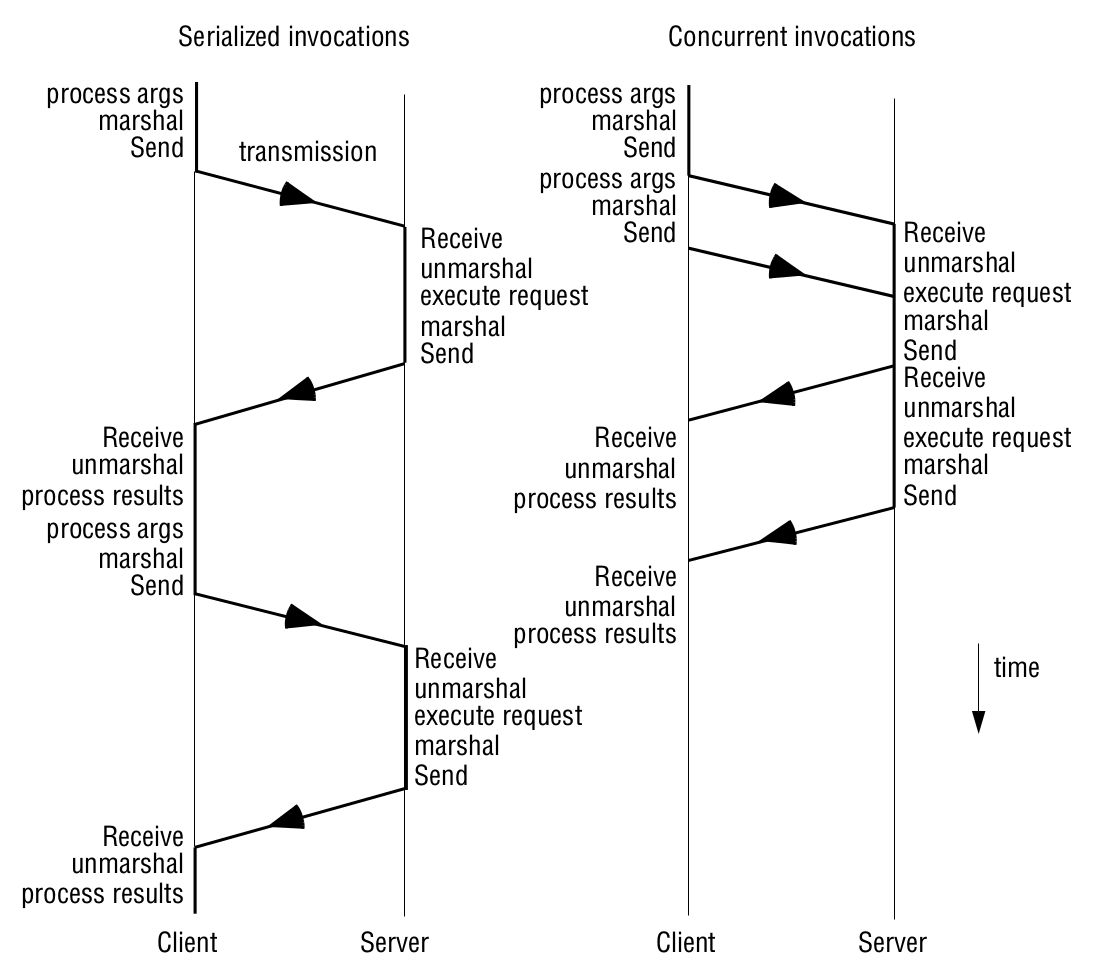 Serialized invocations
process args
marshal
Send
transmission
Receive
unmarshal
execute request
marshal
Send
Receive
unmarshal
process results
process args
marshal
Send
Receive
unmarshal
execute request
marshal
Send
Receive
unmarshal
process results
Client
Server
Concurrent invocations
process args
marshal
Send
process args
marshal
Send
Receive
unmarshal
execute request
marshal
Send
Receive
unmarshal
execute request
marshal
Send
Receive
unmarshal
process results
Receive
unmarshal
process results
time
Client
Server